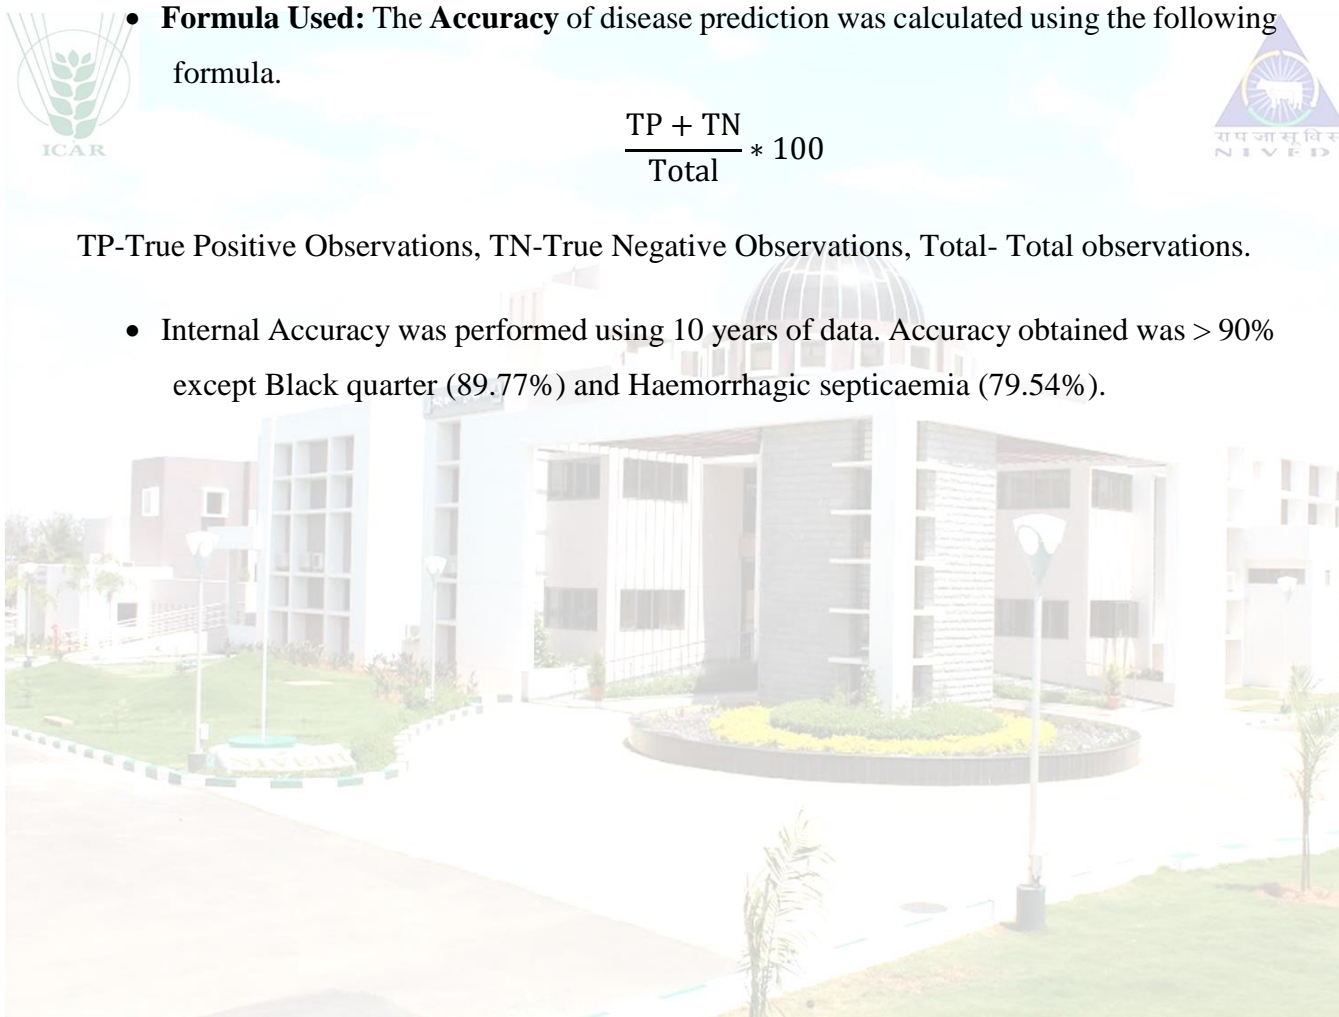 • Formula Used: The Accuracy of disease prediction was calculated using the following
formula.
ICAR
रा प जा सू वि सं
NIVEDI
TP + TN
Total
* 100
TP-True Positive Observations, TN-True Negative Observations, Total- Total observations.
• Internal Accuracy was performed using 10 years of data. Accuracy obtained was > 90%
except Black quarter (89.77%) and Haemorrhagic septicaemia (79.54%).
NIVEDI